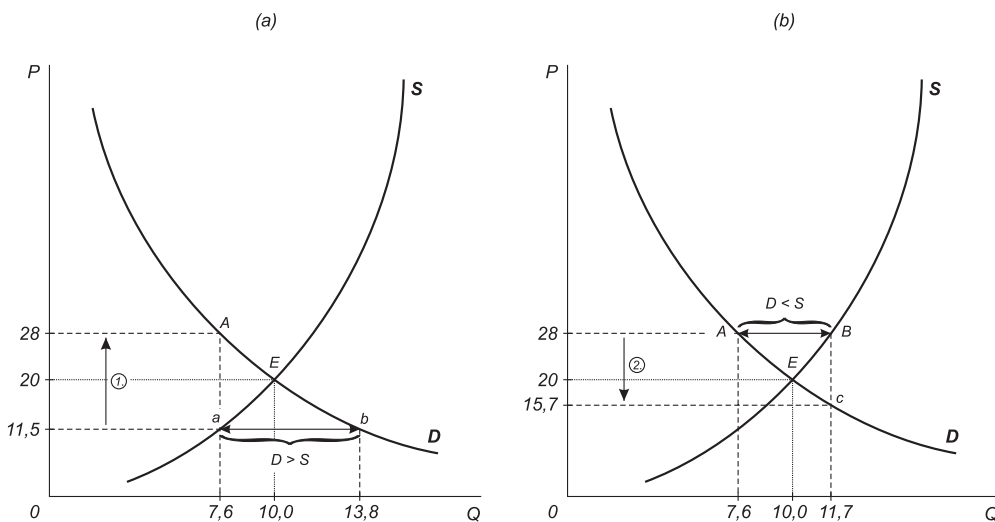 (a)
P
S
A
28
E
20
1.
a
b
11,5
D
D > S
0
7,6
10,0
13,8
Q
(b)
P
S
D < S
28
A
B
E
20
2.
15,7
c
D
0
7,6
10,0
11,7
Q